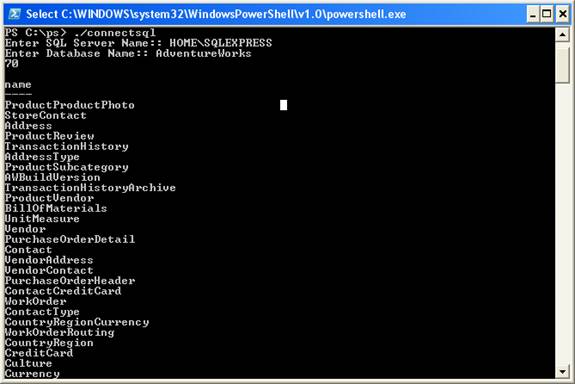 Select C:\WINDOWS\system32\WindowsPowerShell\v1.0\powershell.exe
PS C:\ps> ./connectsql
Enter SQL Server Name:: HOME\SQLEXPRESS
Enter Database Name:: AdventureWorks
70
name
----
ProductProductPhoto
StoreContact
Address
ProductReview
TransactionHistory
AddressType
ProductSubcategory
AWBuildVersion
TransactionHistoryArchive
ProductVendor
BillOfMaterials
UnitMeasure
Vendor
PurchaseOrderDetail
Contact
VendorAddress
VendorContact
PurchaseOrderHeader
ContactCreditCard
WorkOrder
ContactType
CountryRegionCurrency
WorkOrderRouting
CountryRegion
CreditCard
Culture
Currency